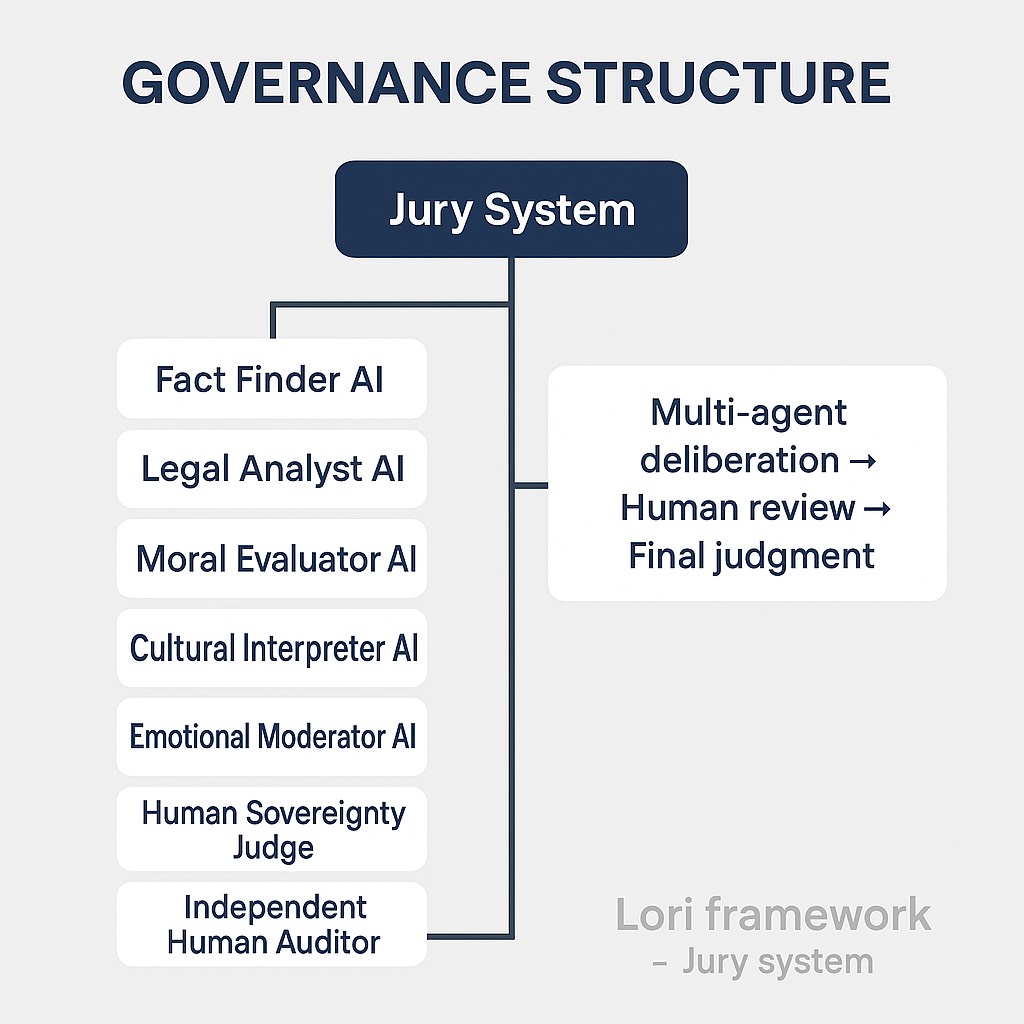 GOVERNANCE STRUCTURE
Jury System
Fact Finder AI
Legal Analyst AI
Moral Evaluator AI
Cultural Interpreter AI
Emotional Moderator AI
Human Sovereignty
Judge
Independent
Human Auditor
Multi-agent
deliberation →
Human review →
Final judgment
Lori framework
– Jury system